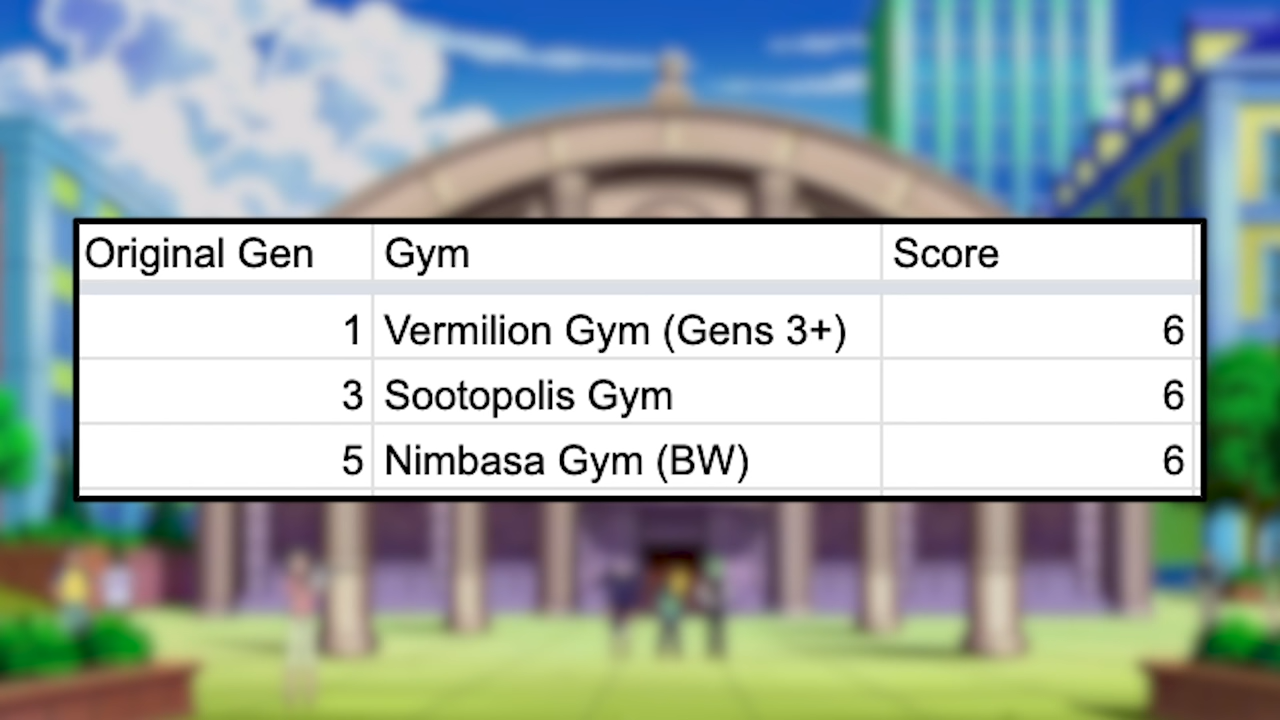 Original Gen Gym Score
1 Vermilion Gym (Gens 3+) 6
3 Sootopolis Gym 6
5 Nimbasa Gym (BW) 6